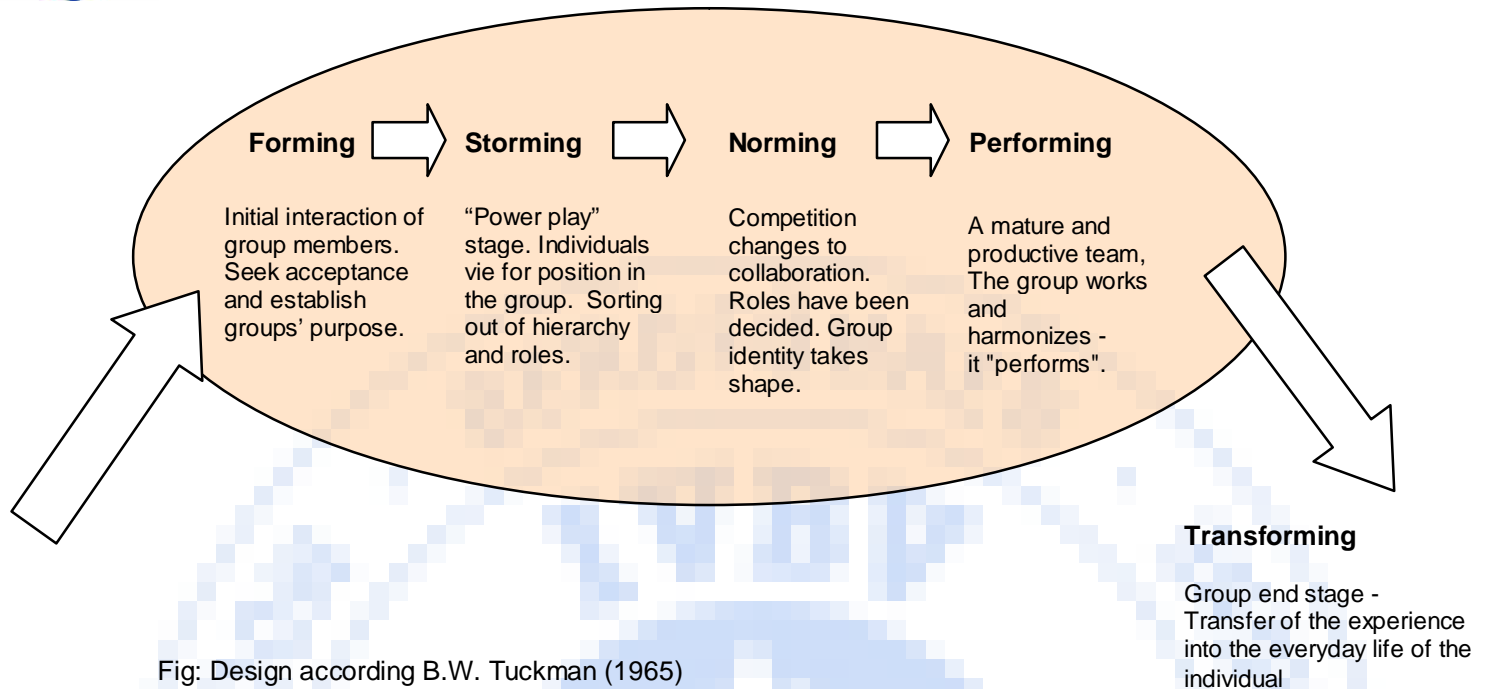 Forming
Storming
Norming
Performing
Initial interaction of
group members.
Seek acceptance
and establish
groups’ purpose.
“Power play”
stage. Individuals
vie for position in
the group.  Sorting
out of hierarchy
and roles.
Competition
changes to
collaboration.
Roles have been
decided. Group
identity takes
shape.
A mature and
productive team,
The group works
and
harmonizes -
it "performs".
Transforming
Group end stage -
Transfer of the experience
into the everyday life of the
individual
Fig: Design according B.W. Tuckman (1965)